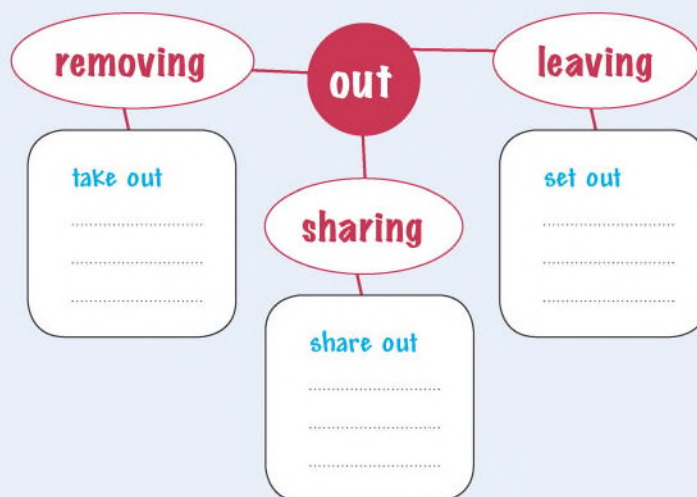 removing
out
leaving
take out
sharing
set out
share out